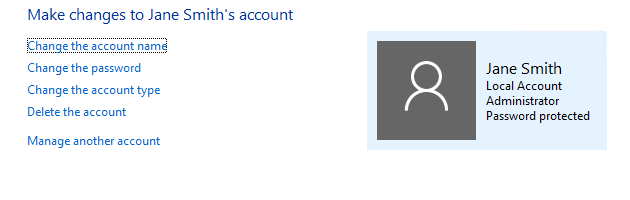 Make changes to Jane Smith's account
Change the account name
Change the password
Change the account type
Delete the account
Manage another account
Jane Smith
Local Account
Administrator
Password protected